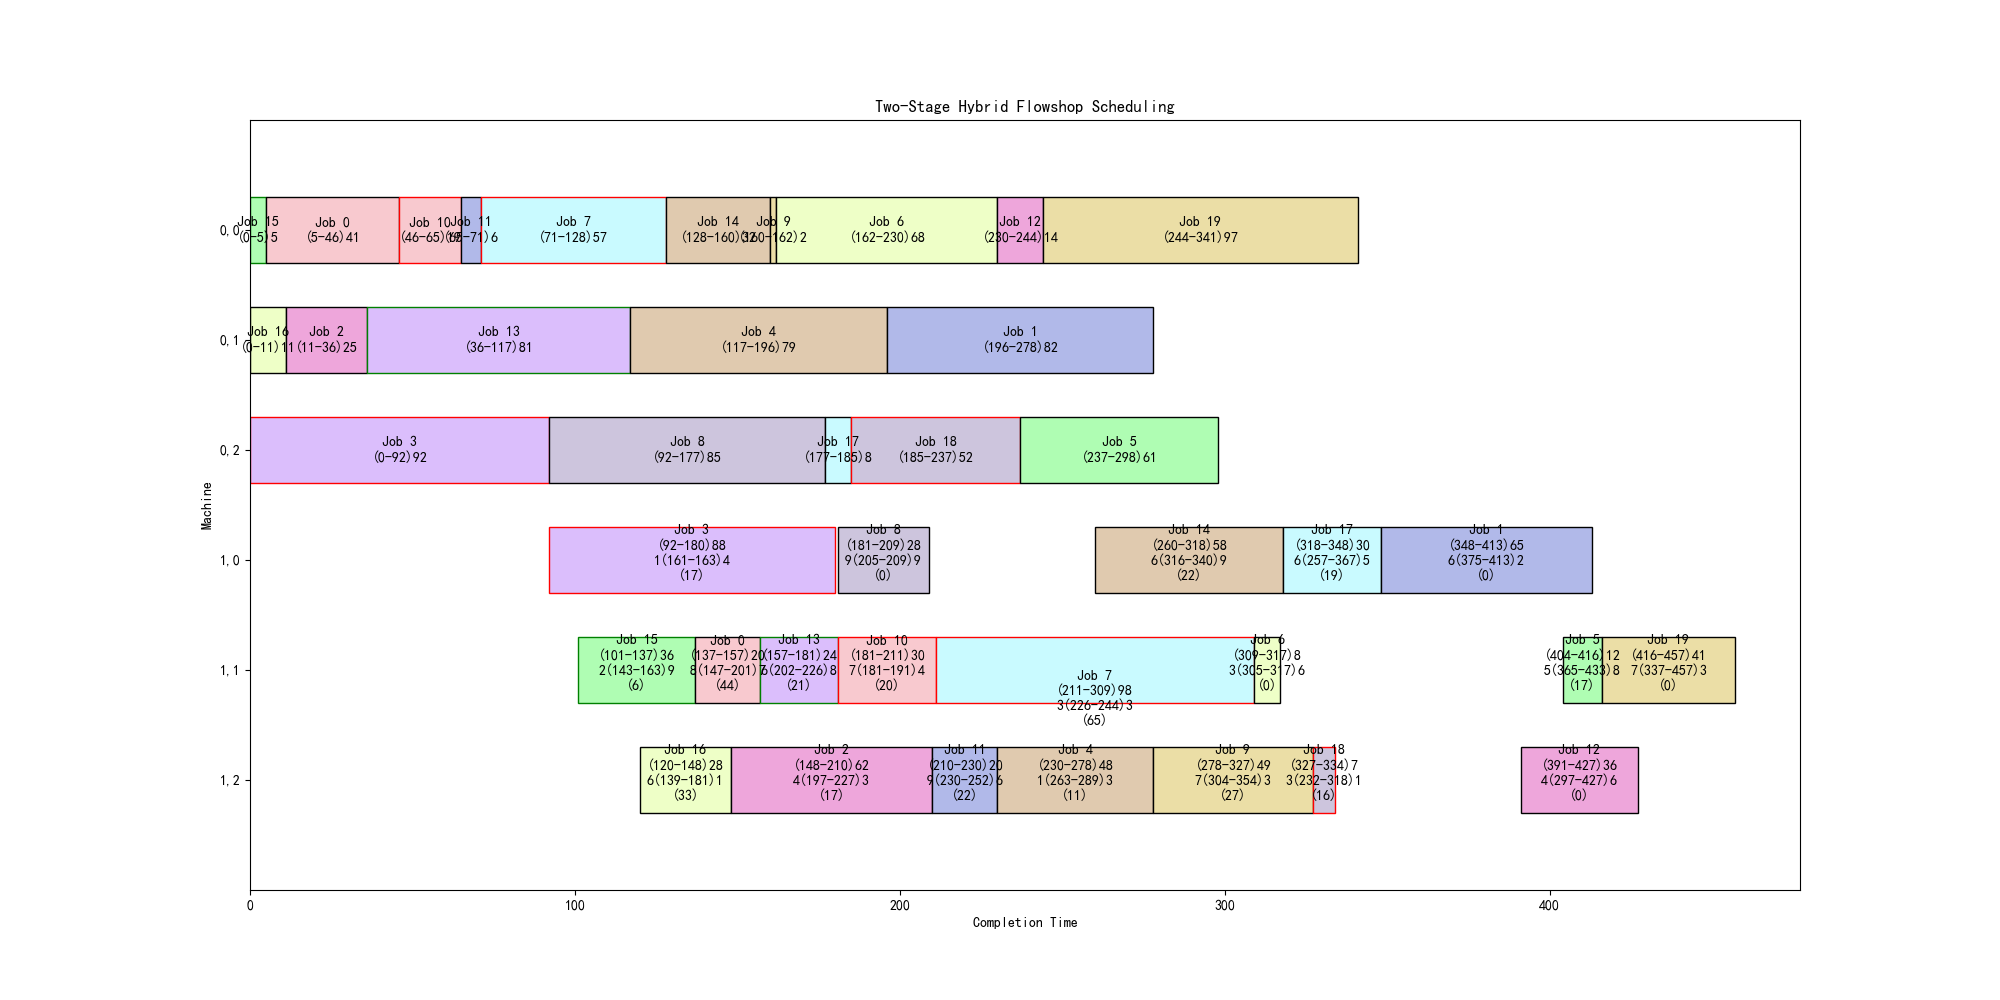 Two-Stage Hybrid Flowshop Scheduling
Machine
0,0
Job 15
(0-5)5
Job 0
(5-46)41
Job 10
(46-65)
Job 11
71)6
Job 7
(71-128)57
Job 14
(128-160)
Job 9
162)2
Job 6
(162-230)68
Job 12
(230-244)14
Job 19
(244-341)97
0,1
Job 16
(0-11)11
Job 2
(11-36)25
Job 13
(36-117)81
Job 4
(117-196)79
Job 1
(196-278)82
0,2
Job 3
(0-92)92
Job 8
(92-177)85
Job 17
(177-185)8
Job 18
(185-237)52
Job 5
(237-298)61
1,0
Job 3
(92-180)88
1(161-163)4
(17)
Job 8
(181-209)28
9(205-209)9
(0)
Job 14
(260-318)58
6(316-340)9
(22)
Job 17
(318-348)30
6(257-367)5
(19)
Job 1
(348-413)65
6(375-413)2
(0)
1,1
Job 15
(101-137)36
2(143-163)9
(6)
Job 0
(137-157)20
8(147-201)
(44)
Job 13
(157-181)24
6(202-226)8
(21)
Job 10
(181-211)30
7(181-191)4
(20)
Job 7
(211-309)98
3(226-244)3
(65)
Job 6
(309-317)8
3(305-317)6
(0)
Job 5
(404-416)12
5(365-433)8
(17)
Job 19
(416-457)41
7(337-457)3
(0)
1,2
Job 16
(120-148)28
6(139-181)1
(33)
Job 2
(148-210)62
4(197-227)3
(17)
Job 11
(210-230)20
9(230-252)6
(22)
Job 4
(230-278)48
1(263-289)3
(11)
Job 9
(278-327)49
7(304-354)3
(27)
Job 18
(327-334)7
3(232-318)1
(16)
Job 12
(391-427)36
4(297-427)6
(0)
0
100
200
300
400
Completion Time